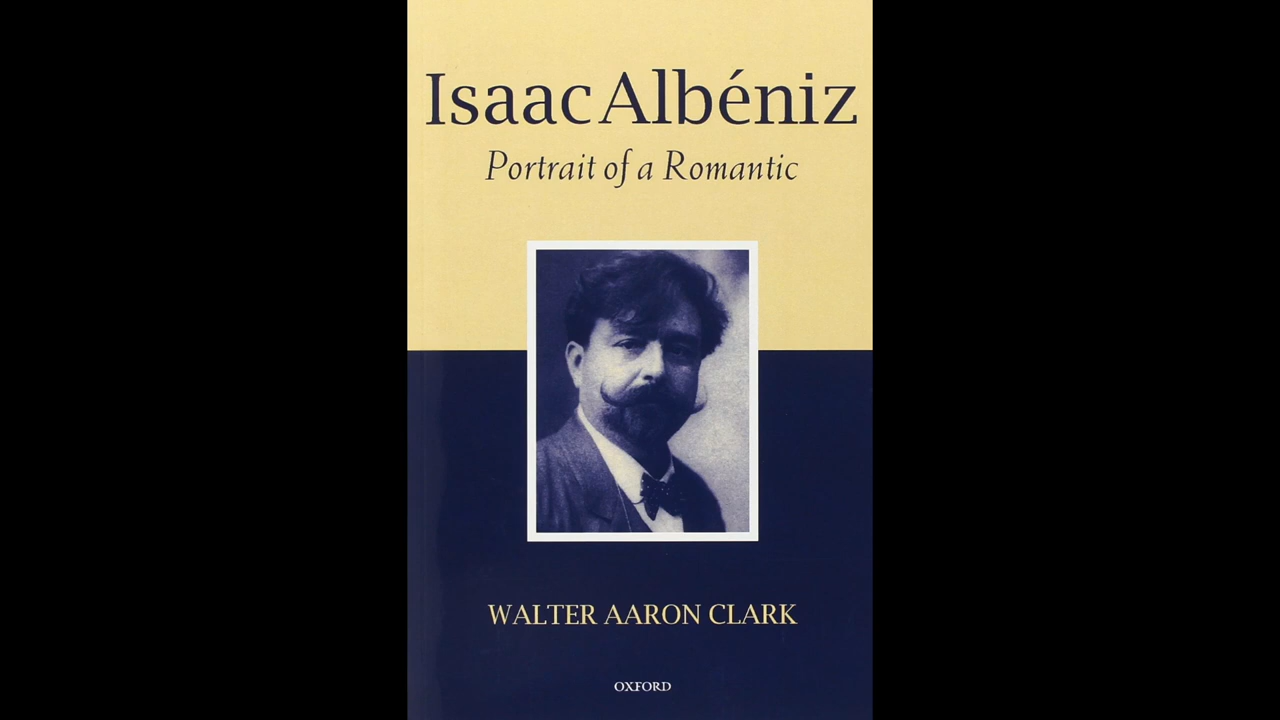 Isaac Albéniz
Portrait of a Romantic
WALTER AARON CLARK
OXFORD